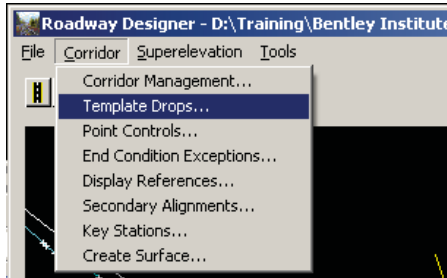 Roadway Designer - D:\Training\Bentley Institute
File Corridor Superelevation Tools
Corridor Management...
Template Drops...
Point Controls...
End Condition Exceptions...
Display References...
Secondary Alignments...
Key Stations...
Create Surface...